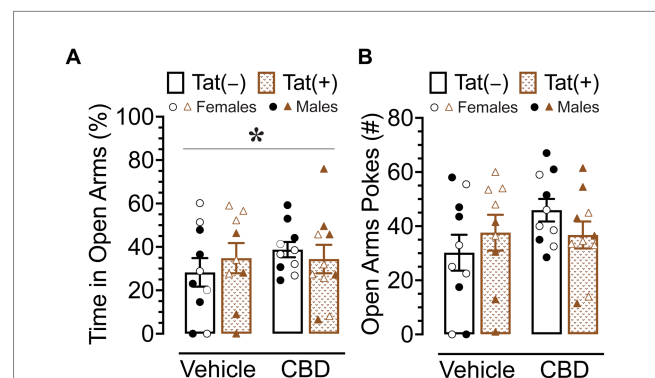 A
B
Tat(−) Tat(+)
Females Males
Time in Open Arms (%)
100
80
60
40
20
0
*
Vehicle CBD
Tat(−) Tat(+)
Females Males
Open Arms Pokes (#)
80
60
40
20
0
Vehicle CBD